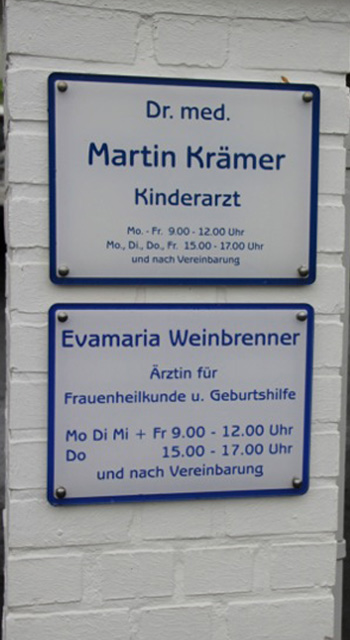 Dr. med.
Martin Krämer
Kinderarzt
Mo. - Fr. 9.00 - 12.00 Uhr
Mo., Di., Do., Fr. 15.00 - 17.00 Uhr
und nach Vereinbarung
Evamaria Weinbrenner
Ärztin für
Frauenheilkunde u. Geburtshilfe
Mo Di Mi + Fr 9.00 - 12.00 Uhr
Do 15.00 - 17.00 Uhr
und nach Vereinbarung